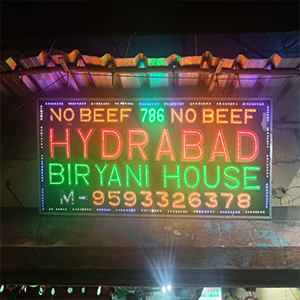 NO BEEF 786 NO BEEF
HYDRABAD
BIRYANI HOUSE
M-9593326378